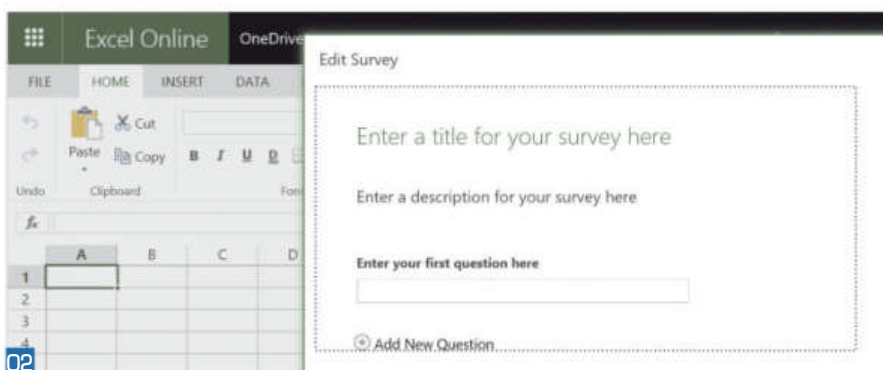 Excel Online OneDrive
FILE HOME INSERT DATA
Cut
Paste Copy B I U D
Undo Clipboard Font
fx
A B C D
1
2
3
4
02
Edit Survey
Enter a title for your survey here
Enter a description for your survey here
Enter your first question here
Add New Question